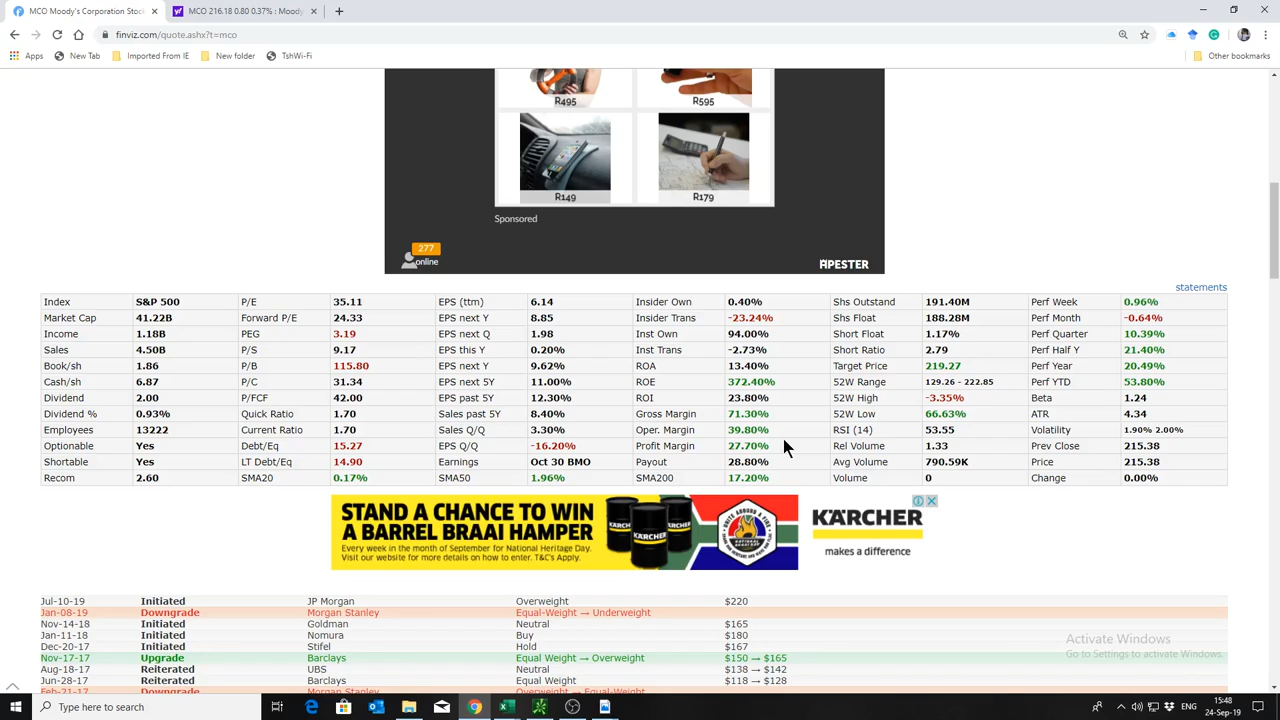 MCO Moody's Corporation Stock
MCO 216.18 0.80 0.37% : Moody
finviz.com/quote.ashx?t=mco
Apps New Tab Imported From IE New folder TshWi-Fi Other bookmarks
R495 R595
R149 R179
Sponsored
277
online
APESTER
statements
Index S&P 500 P/E 35.11 EPS (ttm) 6.14 Insider Own 0.40% Shs Outstand 191.40M Perf Week 0.96%
Market Cap 41.22B Forward P/E 24.33 EPS next Y 8.85 Insider Trans -23.24% Shs Float 188.28M Perf Month -0.64%
Income 1.18B PEG 3.19 EPS next Q 1.98 Inst Own 94.00% Short Float 1.17% Perf Quarter 10.39%
Sales 4.50B P/S 9.17 EPS this Y 0.20% Inst Trans -2.73% Short Ratio 2.79 Perf Half Y 21.40%
Book/sh 1.86 P/B 115.80 EPS next Y 9.62% ROA 13.40% Target Price 219.27 Perf Year 20.49%
Cash/sh 6.87 P/C 31.34 EPS next 5Y 11.00% ROE 372.40% 52W Range 129.26 - 222.85 Perf YTD 53.80%
Dividend 2.00 P/FCF 42.00 EPS past 5Y 12.30% ROI 23.80% 52W High -3.35% Beta 1.24
Dividend % 0.93% Quick Ratio 1.70 Sales past 5Y 8.40% Gross Margin 71.30% 52W Low 66.63% ATR 4.34
Employees 13222 Current Ratio 1.70 Sales Q/Q 3.30% Oper. Margin 39.80% RSI (14) 53.55 Volatility 1.90% 2.00%
Optionable Yes Debt/Eq 15.27 EPS Q/Q -16.20% Profit Margin 27.70% Rel Volume 1.33 Prev Close 215.38
Shortable Yes LT Debt/Eq 14.90 Earnings Oct 30 BMO Payout 28.80% Avg Volume 790.59K Price 215.38
Recom 2.60 SMA20 0.17% SMA50 1.96% SMA200 17.20% Volume 0 Change 0.00%
STAND A CHANCE TO WIN
A BARREL BRAAI HAMPER
Every week in the month of September for National Heritage Day.
Visit our website for more details on how to enter. T&C's Apply.
KÄRCHER
makes a difference
Jul-10-19 Initiated JP Morgan Overweight $220
Jan-08-19 Downgrade Morgan Stanley Equal-Weight → Underweight
Nov-14-18 Initiated Goldman Neutral $165
Jan-11-18 Initiated Nomura Buy $180
Dec-20-17 Initiated Stifel Hold $167
Nov-17-17 Upgrade Barclays Equal Weight → Overweight $150 → $165
Aug-18-17 Reiterated UBS Neutral $138 → $142
Jun-28-17 Reiterated Barclays Equal Weight $118 → $128
Feb-21-17 Downgrade Morgan Stanley Overweight → Equal-Weight
Activate Windows
Go to Settings to activate Windows.
Type here to search
ENG
15:48
24-Sep-19